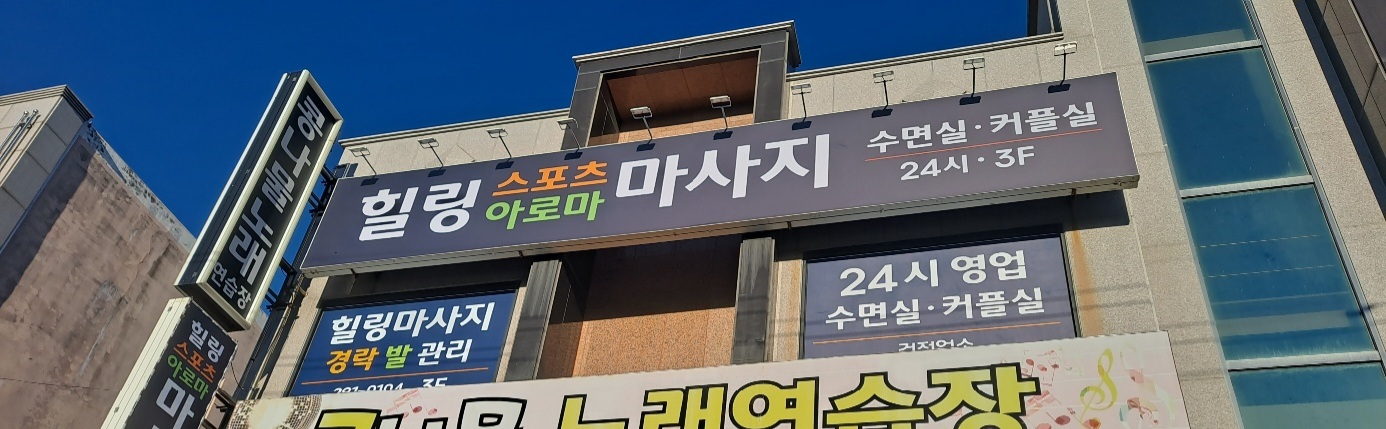 콩나물노래
연습장
힐링
스포츠
아로마
마사지
수면실·커플실
24시·3F
힐링마사지
경락 발 관리
3F
24시 영업
수면실·커플실
힐링
스포츠
아로마
마
노래연습장